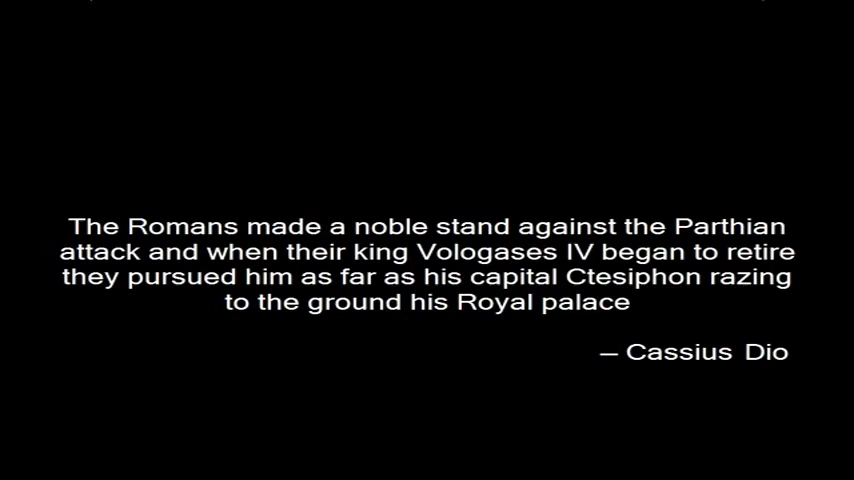 The Romans made a noble stand against the Parthian
attack and when their king Vologases IV began to retire
they pursued him as far as his capital Ctesiphon razing
to the ground his Royal palace
– Cassius Dio